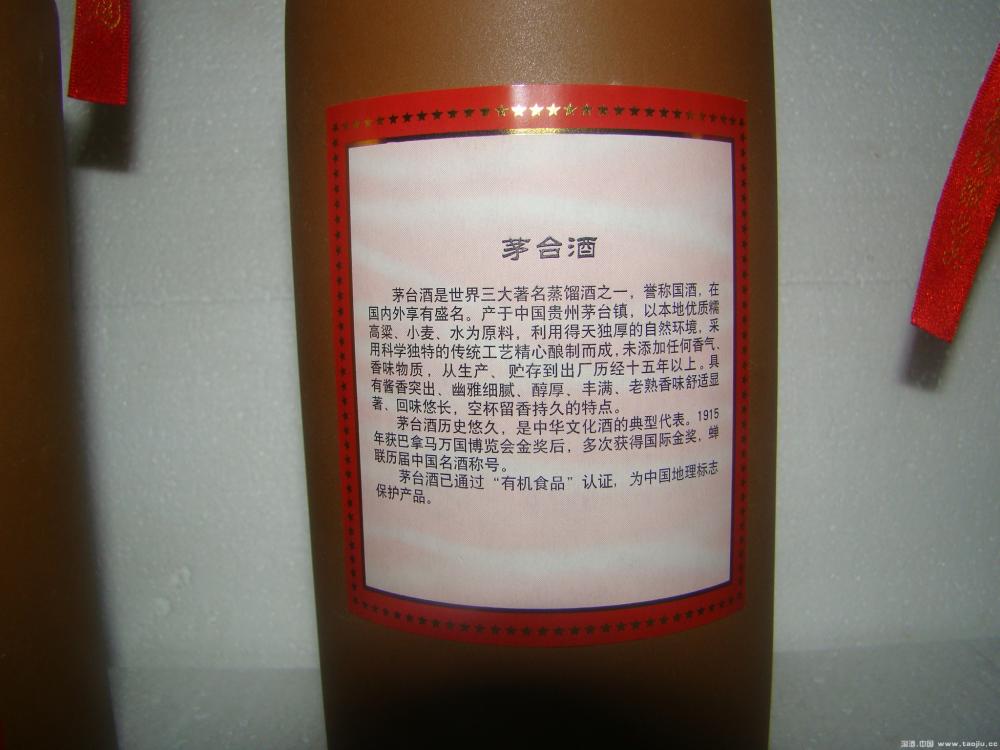 茅台酒
茅台酒是世界三大著名蒸馏酒之一，誉称国酒，在
国内外享有盛名。产于中国贵州茅台镇，以本地优质糯
高粱、小麦、水为原料，利用得天独厚的自然环境，采
用科学独特的传统工艺精心酿制而成，未添加任何香气、
香味物质，从生产、贮存到出厂历经十五年以上。具
有酱香突出、幽雅细腻、醇厚、丰满、老熟香味舒适显
著、回味悠长，空杯留香持久的特点。
茅台酒历史悠久，是中华文化酒的典型代表。1915
年获巴拿马万国博览会金奖后，多次获得国际金奖，蝉
联历届中国名酒称号。
茅台酒已通过“有机食品”认证，为中国地理标志
保护产品。
淘酒.中国 www.taojiu.cc